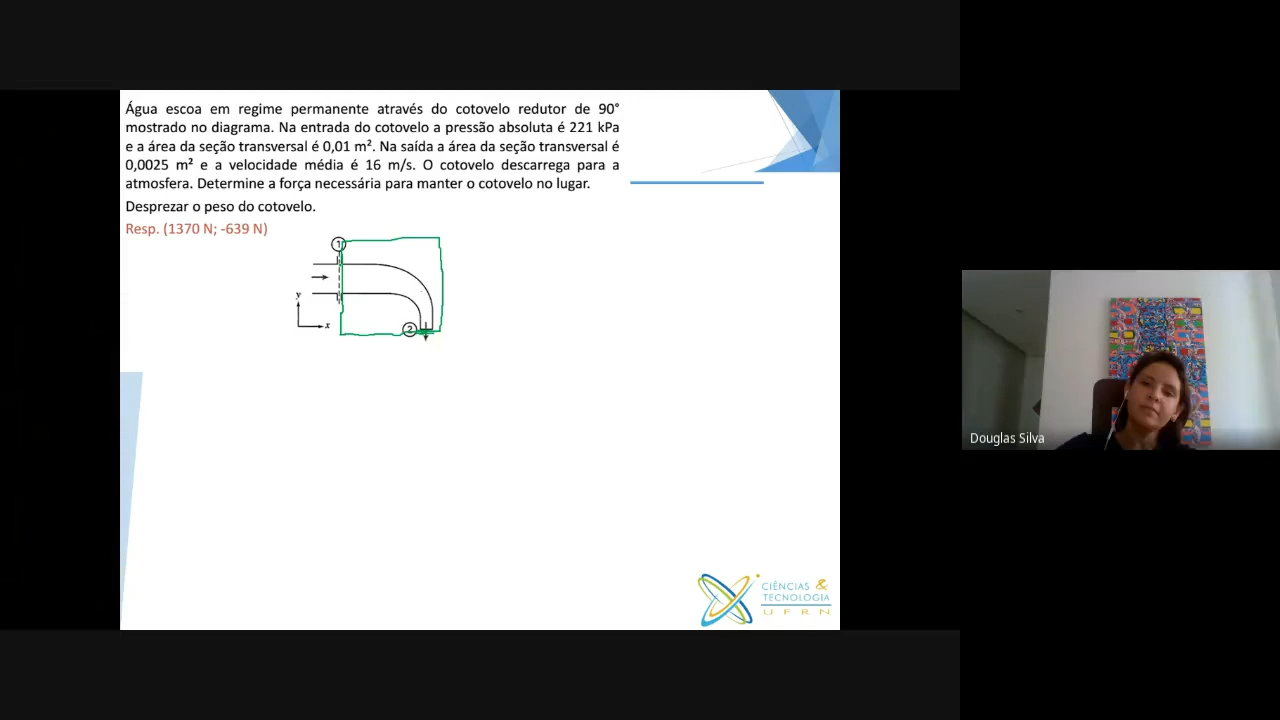 Água escoa em regime permanente através do cotovelo redutor de 90°
mostrado no diagrama. Na entrada do cotovelo a pressão absoluta é 221 kPa
e a área da seção transversal é 0,01 m². Na saída a área da seção transversal é
0,0025 m² e a velocidade média é 16 m/s. O cotovelo descarrega para a
atmosfera. Determine a força necessária para manter o cotovelo no lugar.
Desprezar o peso do cotovelo.
Resp. (1370 N; -639 N)
1
y
x
2
Douglas Silva
CIÊNCIAS &
TECNOLOGIA
UFRN